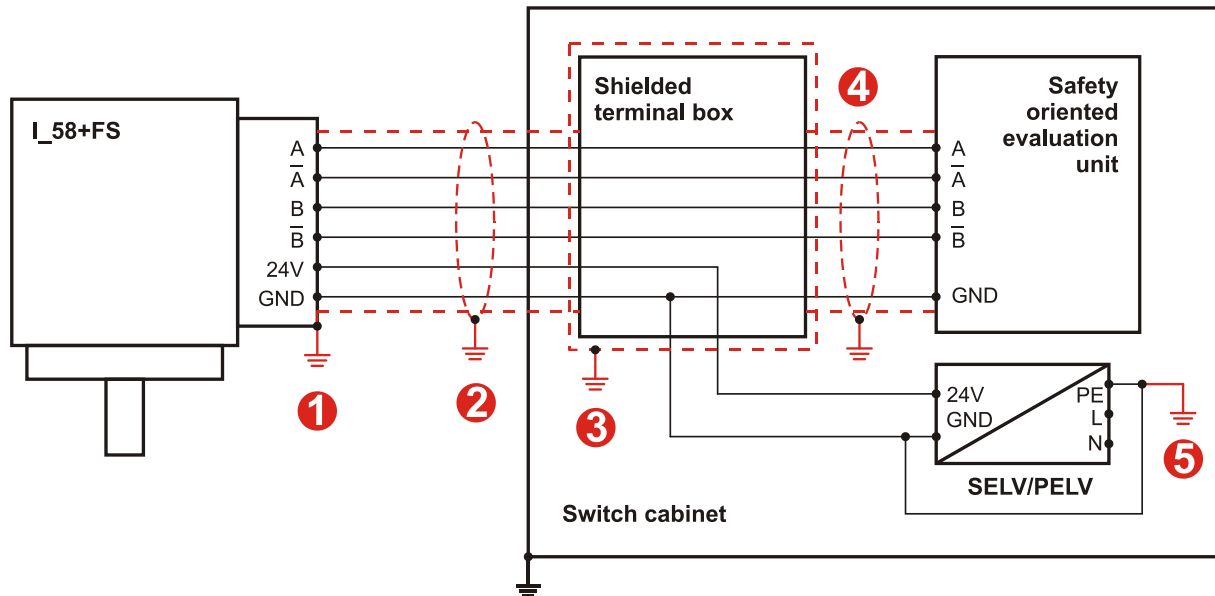 I_58+FS
A
A̅
B
B̅
24V
GND
1
2
Shielded
terminal box
3
4
Safety
oriented
evaluation
unit
A
A̅
B
B̅
GND
24V
GND
PE
L
N
SELV/PELV
5
Switch cabinet